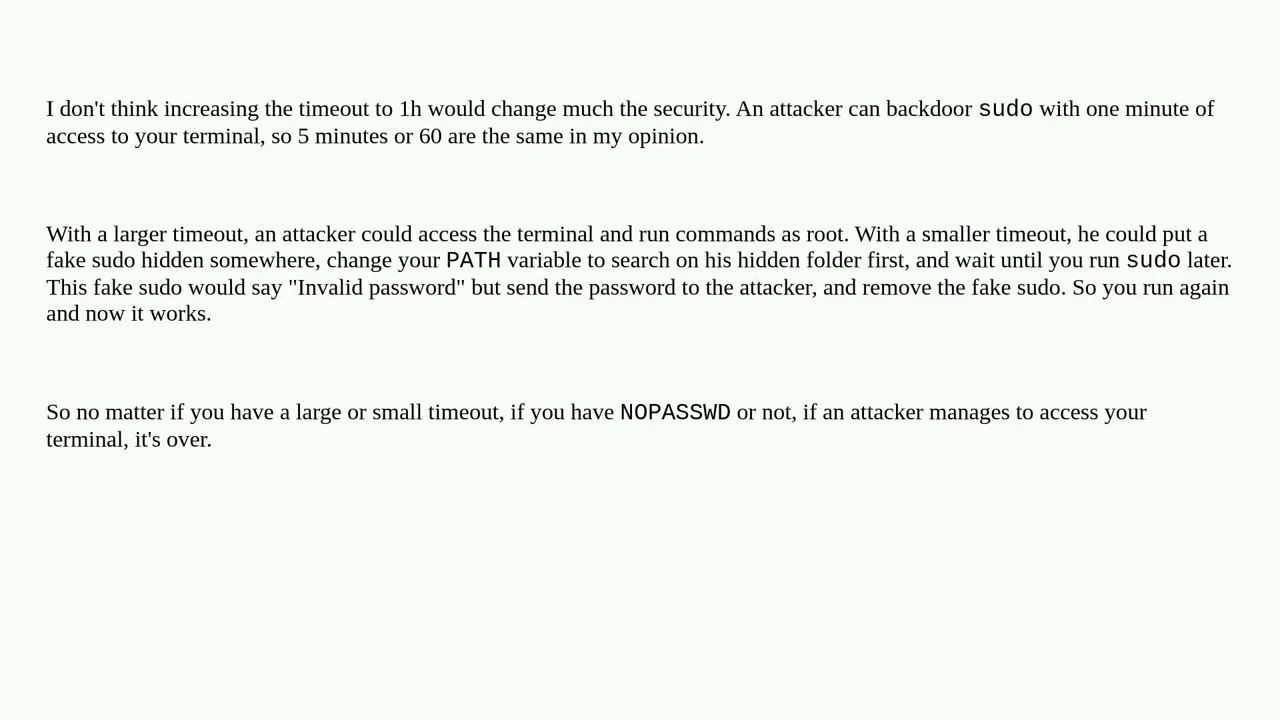 I don't think increasing the timeout to 1h would change much the security. An attacker can backdoor sudo with one minute of
access to your terminal, so 5 minutes or 60 are the same in my opinion.
With a larger timeout, an attacker could access the terminal and run commands as root. With a smaller timeout, he could put a
fake sudo hidden somewhere, change your PATH variable to search on his hidden folder first, and wait until you run sudo later.
This fake sudo would say "Invalid password" but send the password to the attacker, and remove the fake sudo. So you run again
and now it works.
So no matter if you have a large or small timeout, if you have NOPASSWD or not, if an attacker manages to access your
terminal, it's over.